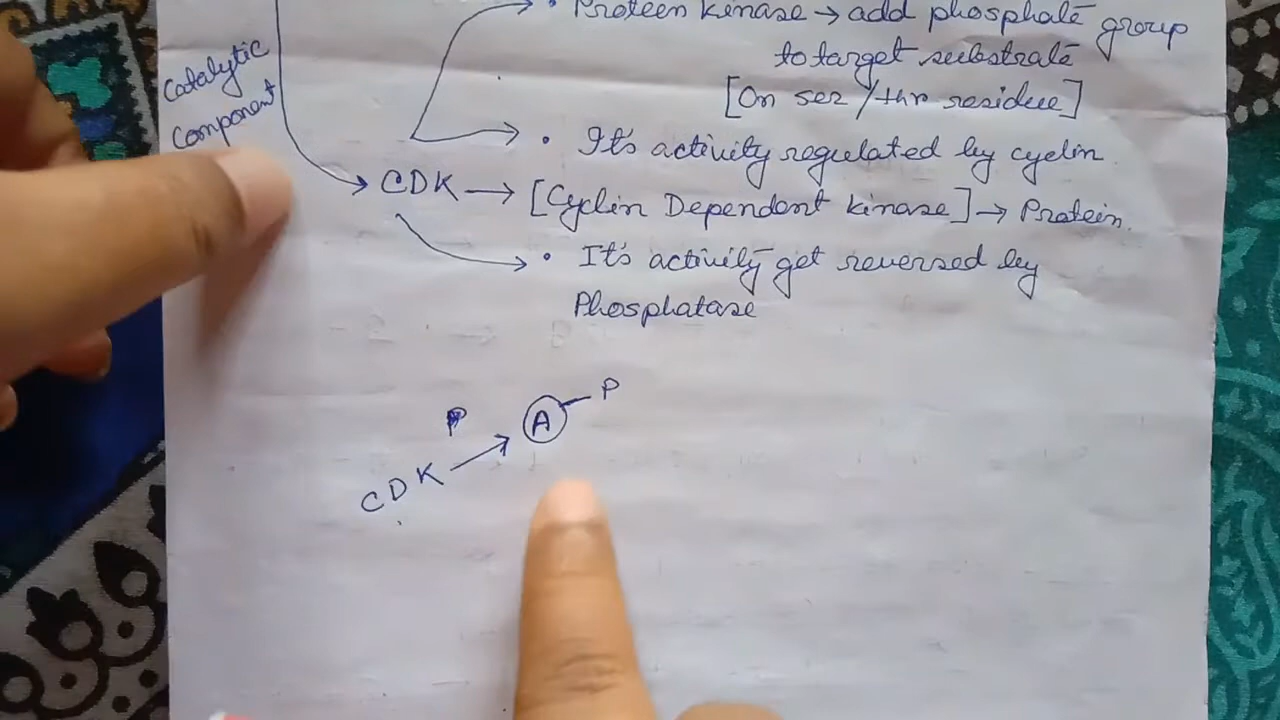 • Proteen kinase → add phosphate group
to target substrate
[On ser/thr residue]
Catalytic
Component
• It's activity regulated by cyclin
CDK → [Cyclin Dependent kinase] → Protein.
• It's activity get reversed by
Phosphatase
P
A - P
CDK →